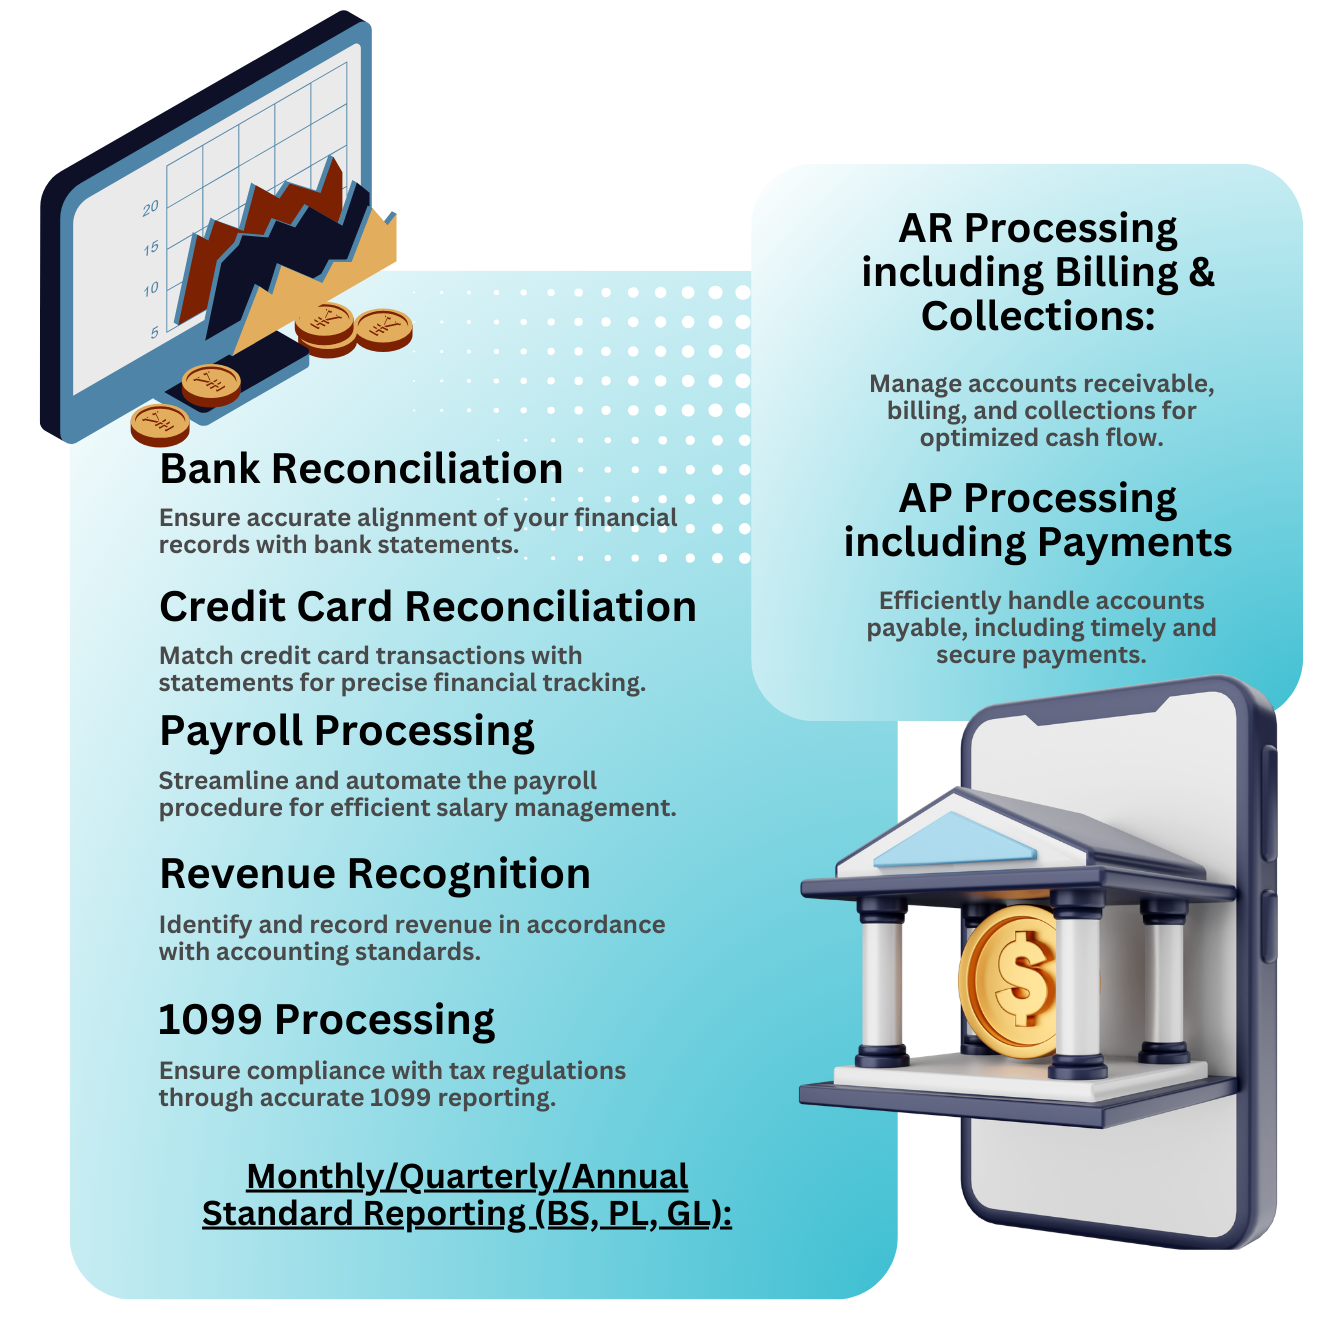 20
15
10
5
Bank Reconciliation
Ensure accurate alignment of your financial
records with bank statements.
Credit Card Reconciliation
Match credit card transactions with
statements for precise financial tracking.
Payroll Processing
Streamline and automate the payroll
procedure for efficient salary management.
Revenue Recognition
Identify and record revenue in accordance
with accounting standards.
1099 Processing
Ensure compliance with tax regulations
through accurate 1099 reporting.
Monthly/Quarterly/Annual
Standard Reporting (BS, PL, GL):
AR Processing
including Billing &
Collections:
Manage accounts receivable,
billing, and collections for
optimized cash flow.
AP Processing
including Payments
Efficiently handle accounts
payable, including timely and
secure payments.
$